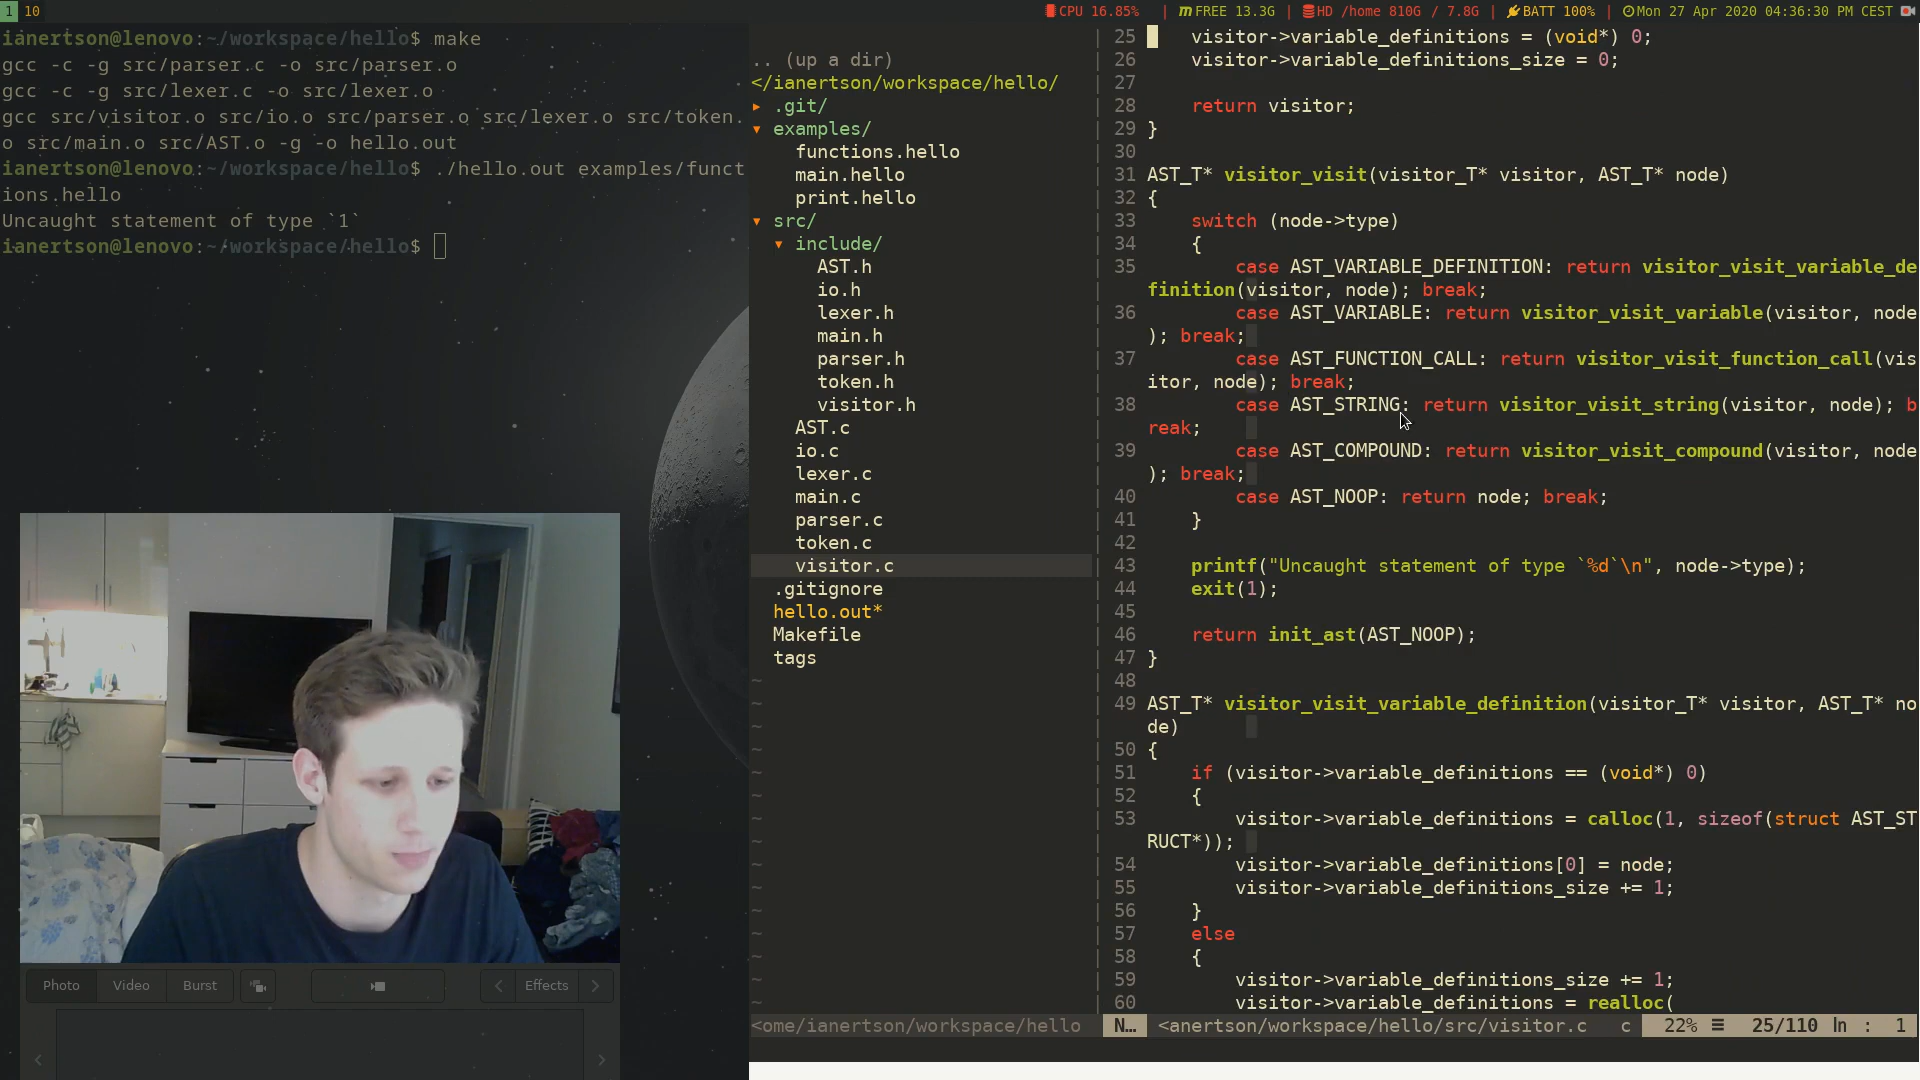 1 10
CPU 16.85% | FREE 13.3G | HD /home 810G / 7.8G | BATT 100% | Mon 27 Apr 2020 04:36:30 PM CEST
ianertson@lenovo:~/workspace/hello$ make
gcc -c -g src/parser.c -o src/parser.o
gcc -c -g src/lexer.c -o src/lexer.o
gcc src/visitor.o src/io.o src/parser.o src/lexer.o src/token.
o src/main.o src/AST.o -g -o hello.out
ianertson@lenovo:~/workspace/hello$ ./hello.out examples/funct
ions.hello
Uncaught statement of type `1`
ianertson@lenovo:~/workspace/hello$
Photo Video Burst Effects
.. (up a dir)
</ianertson/workspace/hello/
▸ .git/
▾ examples/
functions.hello
main.hello
print.hello
▾ src/
▾ include/
AST.h
io.h
lexer.h
main.h
parser.h
token.h
visitor.h
AST.c
io.c
lexer.c
main.c
parser.c
token.c
visitor.c
.gitignore
hello.out*
Makefile
tags
<ome/ianertson/workspace/hello
25 visitor->variable_definitions = (void*) 0;
26 visitor->variable_definitions_size = 0;
27
28 return visitor;
29 }
30
31 AST_T* visitor_visit(visitor_T* visitor, AST_T* node)
32 {
33 switch (node->type)
34 {
35 case AST_VARIABLE_DEFINITION: return visitor_visit_variable_de
finition(visitor, node); break;
36 case AST_VARIABLE: return visitor_visit_variable(visitor, node
); break;
37 case AST_FUNCTION_CALL: return visitor_visit_function_call(vis
itor, node); break;
38 case AST_STRING: return visitor_visit_string(visitor, node); b
reak;
39 case AST_COMPOUND: return visitor_visit_compound(visitor, node
); break;
40 case AST_NOOP: return node; break;
41 }
42
43 printf("Uncaught statement of type `%d`\n", node->type);
44 exit(1);
45
46 return init_ast(AST_NOOP);
47 }
48
49 AST_T* visitor_visit_variable_definition(visitor_T* visitor, AST_T* no
de)
50 {
51 if (visitor->variable_definitions == (void*) 0)
52 {
53 visitor->variable_definitions = calloc(1, sizeof(struct AST_ST
RUCT*));
54 visitor->variable_definitions[0] = node;
55 visitor->variable_definitions_size += 1;
56 }
57 else
58 {
59 visitor->variable_definitions_size += 1;
60 visitor->variable_definitions = realloc(
N… <anertson/workspace/hello/src/visitor.c c 22% ☰ 25/110 ln : 1